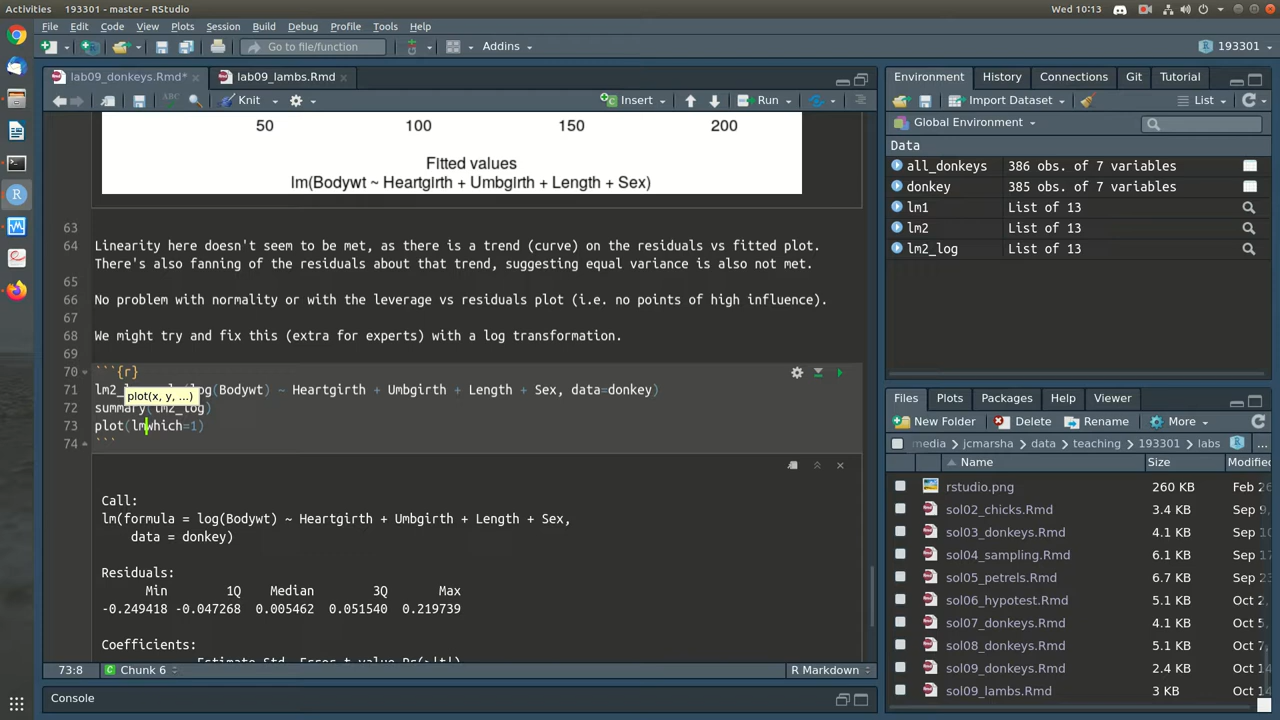 Activities 193301 - master - RStudio Wed 10:13
File Edit Code View Plots Session Build Debug Profile Tools Help
Go to file/function Addins 193301
lab09_donkeys.Rmd* lab09_lambs.Rmd
Knit Insert Run
50 100 150 200
Fitted values
lm(Bodywt ~ Heartgirth + Umbgirth + Length + Sex)
63
64 Linearity here doesn't seem to be met, as there is a trend (curve) on the residuals vs fitted plot.
There's also fanning of the residuals about that trend, suggesting equal variance is also not met.
65
66 No problem with normality or with the leverage vs residuals plot (i.e. no points of high influence).
67
68 We might try and fix this (extra for experts) with a log transformation.
69
70 ```{r}
71 lm2_ (log(Bodywt) ~ Heartgirth + Umbgirth + Length + Sex, data=donkey)
plot(x, y, ...)
72 summary(lm2_log)
73 plot(lmwhich=1)
74 ```
Call:
lm(formula = log(Bodywt) ~ Heartgirth + Umbgirth + Length + Sex,
data = donkey)
Residuals:
Min 1Q Median 3Q Max
-0.249418 -0.047268 0.005462 0.051540 0.219739
Coefficients:
Estimate Std. Error t value Pr(>|t|)
73:8 Chunk 6 R Markdown
Console
Environment History Connections Git Tutorial
Import Dataset List
Global Environment
Data
all_donkeys 386 obs. of 7 variables
donkey 385 obs. of 7 variables
lm1 List of 13
lm2 List of 13
lm2_log List of 13
Files Plots Packages Help Viewer
New Folder Delete Rename More
media jcmarsha data teaching 193301 labs ...
Name Size Modified
rstudio.png 260 KB Feb 26
sol02_chicks.Rmd 3.4 KB Sep 9,
sol03_donkeys.Rmd 4.1 KB Sep 10
sol04_sampling.Rmd 6.1 KB Sep 17
sol05_petrels.Rmd 6.7 KB Sep 23
sol06_hypotest.Rmd 5.1 KB Oct 2,
sol07_donkeys.Rmd 4.1 KB Oct 5,
sol08_donkeys.Rmd 5.1 KB Oct 14
sol09_donkeys.Rmd 2.4 KB Oct 14
sol09_lambs.Rmd 3 KB Oct 14